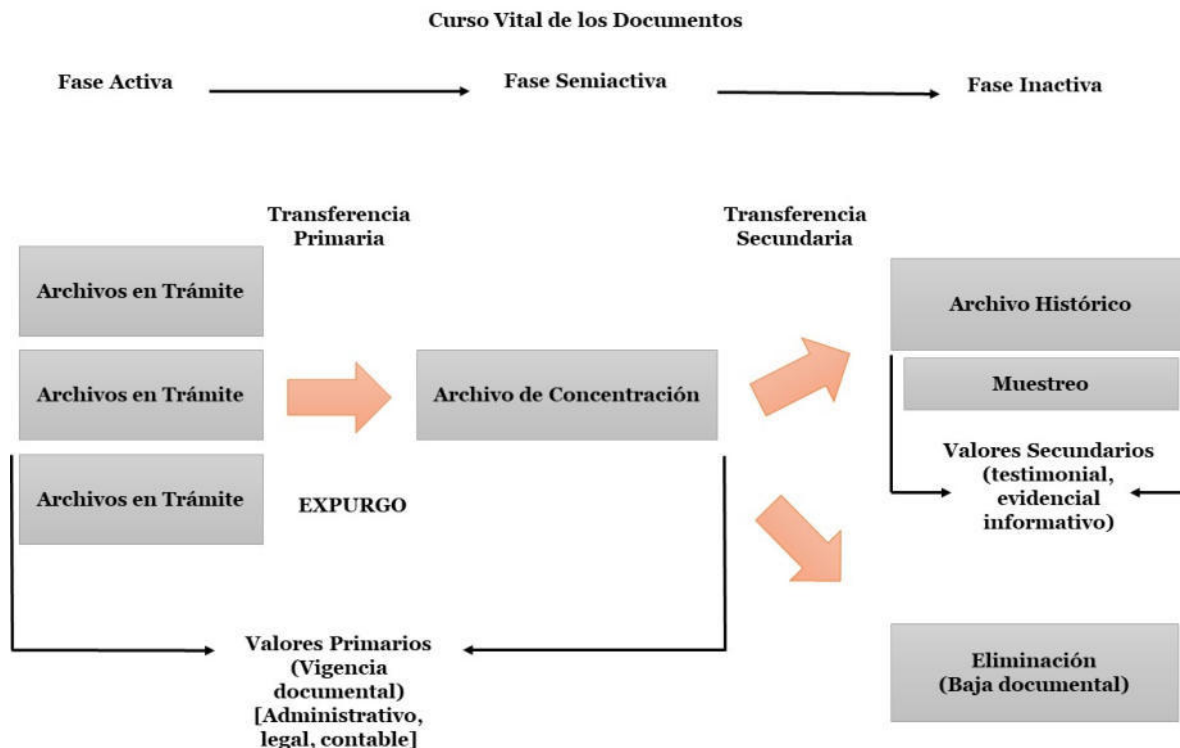 Curso Vital de los Documentos
Fase Activa
Fase Semiactiva
Fase Inactiva
Transferencia
Primaria
Transferencia
Secundaria
Archivos en Trámite
Archivos en Trámite
Archivos en Trámite
EXPURGO
Archivo de Concentración
Archivo Histórico
Muestreo
Valores Secundarios
(testimonial,
evidencial
informativo)
Valores Primarios
(Vigencia
documental)
[Administrativo,
legal, contable]
Eliminación
(Baja documental)